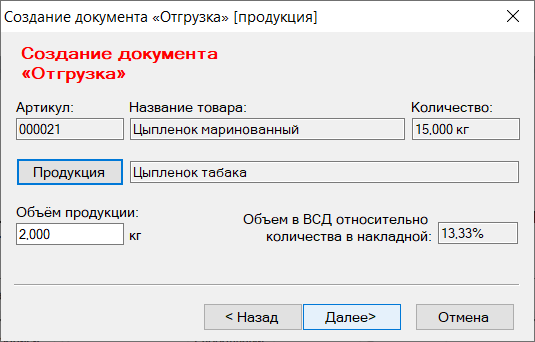 Создание документа «Отгрузка» [продукция]
Создание документа
«Отгрузка»
Артикул: Название товара: Количество:
000021 Цыпленок маринованный 15,000 кг
Продукция Цыпленок табака
Объём продукции:
2,000 кг
Объем в ВСД относительно
количества в накладной: 13,33%
< Назад Далее> Отмена